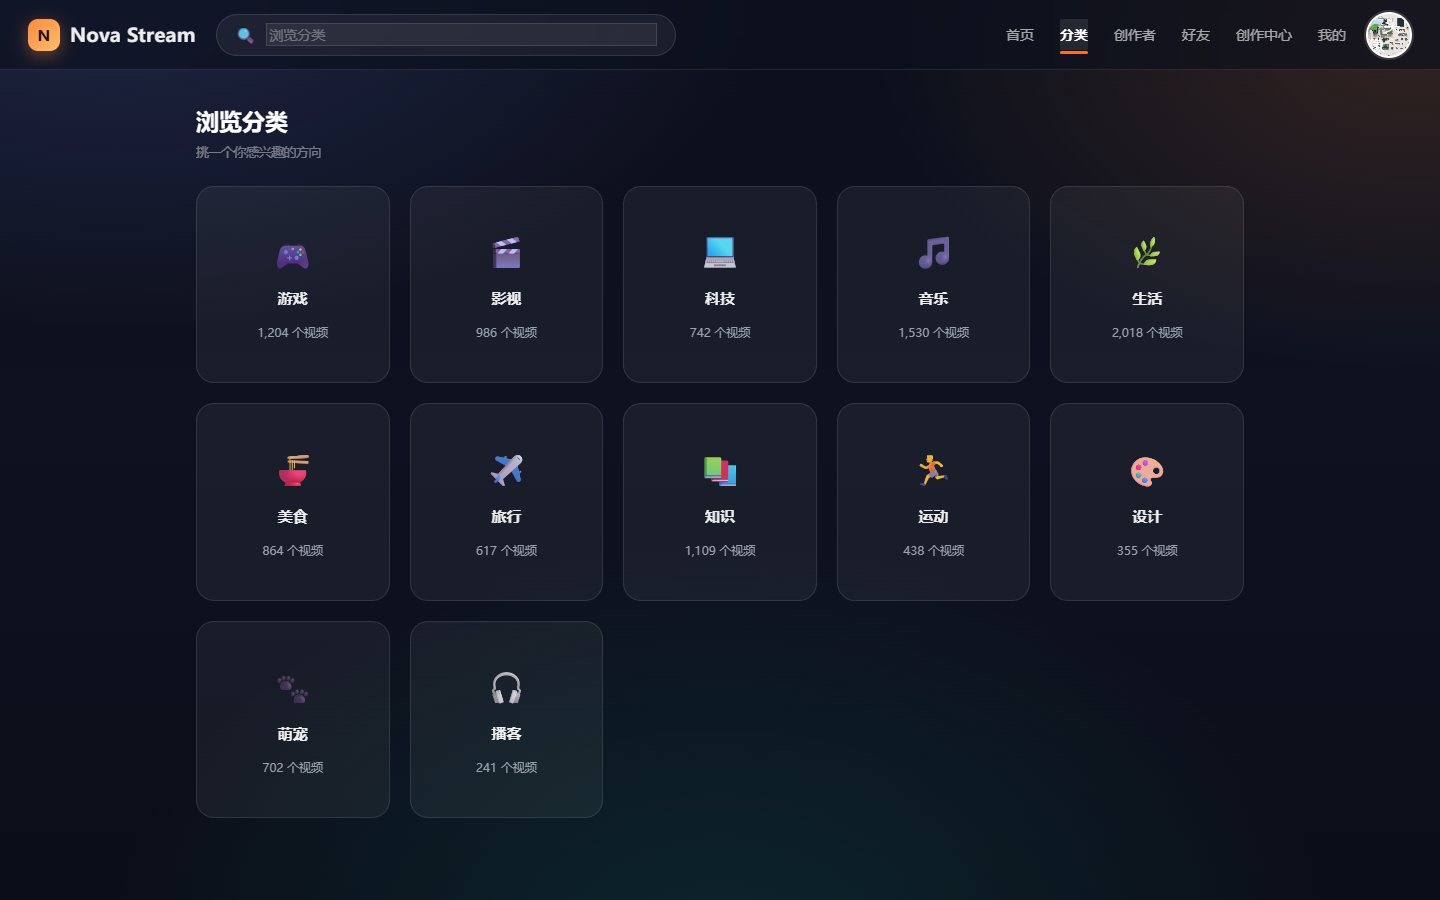 N Nova Stream
浏览分类
首页 分类 创作者 好友 创作中心 我的
浏览分类
挑一个你感兴趣的方向
游戏 影视 科技 音乐 生活
1,204 个视频 986 个视频 742 个视频 1,530 个视频 2,018 个视频
美食 旅行 知识 运动 设计
864 个视频 617 个视频 1,109 个视频 438 个视频 355 个视频
萌宠 播客
702 个视频 241 个视频